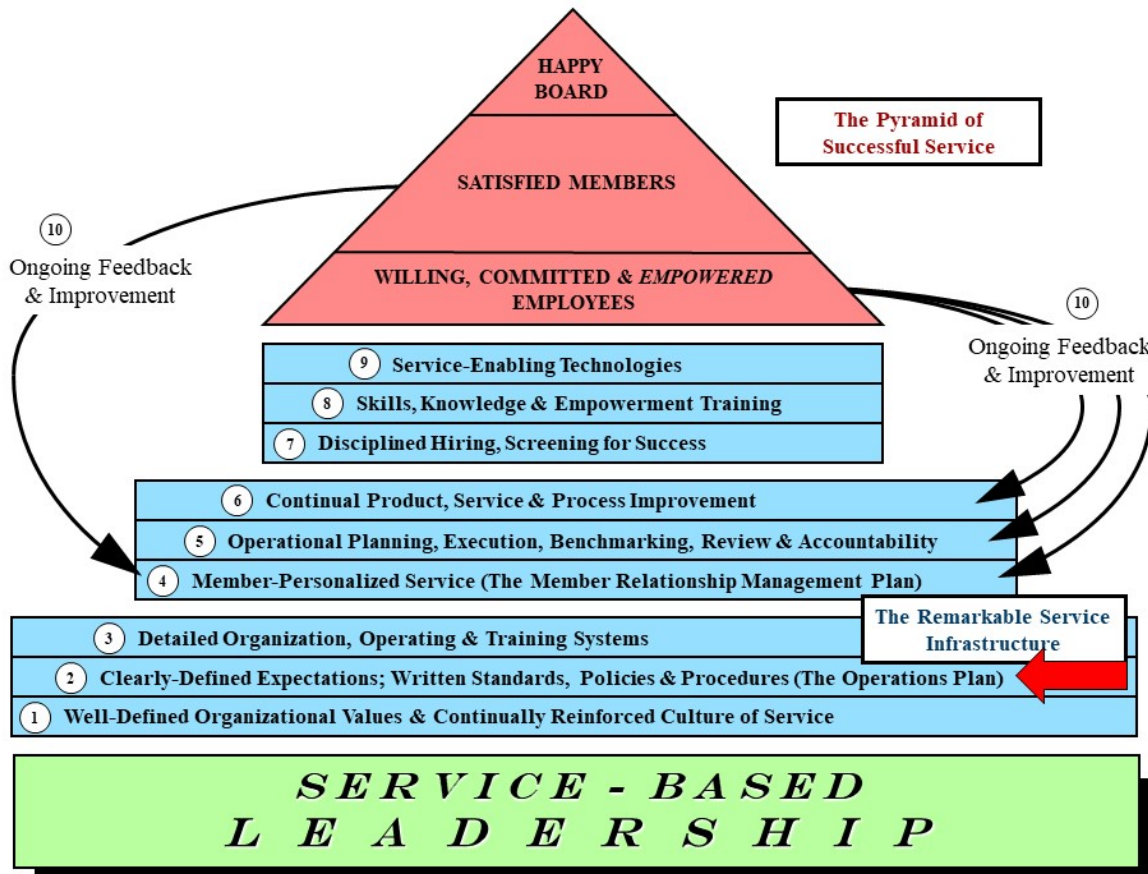 HAPPY
BOARD
The Pyramid of
Successful Service
SATISFIED MEMBERS
10
Ongoing Feedback
& Improvement
WILLING, COMMITTED & EMPOWERED
EMPLOYEES
10
Ongoing Feedback
& Improvement
9 Service-Enabling Technologies
8 Skills, Knowledge & Empowerment Training
7 Disciplined Hiring, Screening for Success
6 Continual Product, Service & Process Improvement
5 Operational Planning, Execution, Benchmarking, Review & Accountability
4 Member-Personalized Service (The Member Relationship Management Plan)
The Remarkable Service
Infrastructure
3 Detailed Organization, Operating & Training Systems
2 Clearly-Defined Expectations; Written Standards, Policies & Procedures (The Operations Plan)
1 Well-Defined Organizational Values & Continually Reinforced Culture of Service
SERVICE-BASED
LEADERSHIP